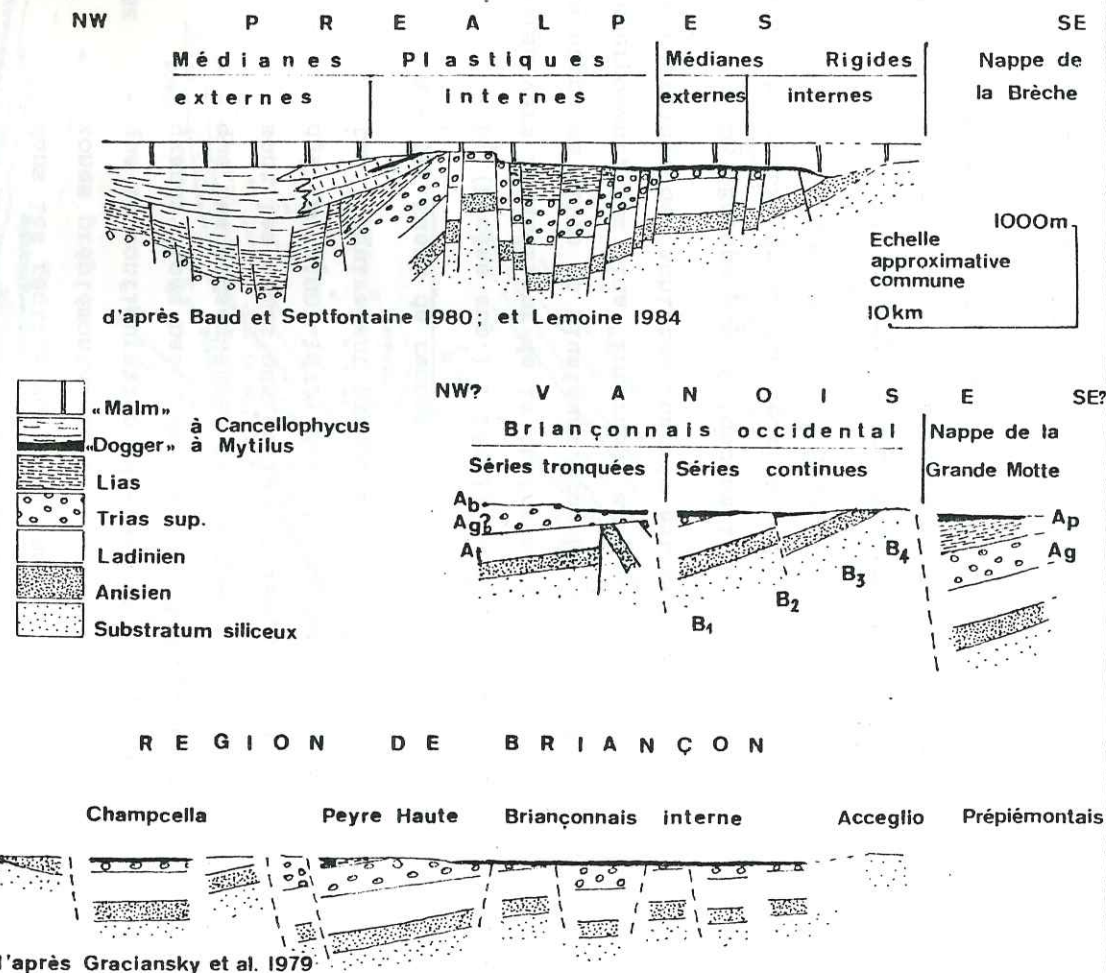 NW P R E A L P E S SE
Médianes Plastiques Médianes Rigides Nappe de
externes internes externes internes la Brèche
1000m
Echelle
approximative
commune
10km
d'après Baud et Septfontaine 1980; et Lemoine 1984
«Malm»
à Cancellophycus
«Dogger» à Mytilus
Lias
Trias sup.
Ladinien
Anisien
Substratum siliceux
NW? V A N O I S E SE?
Briançonnais occidental Nappe de la
Séries tronquées Séries continues Grande Motte
Ab
Ag?
At
B1
B2
B3
B4
Ap
Ag
R E G I O N D E B R I A N Ç O N
Champcella Peyre Haute Briançonnais interne Acceglio Prépiémontais
d'après Graciansky et al. 1979